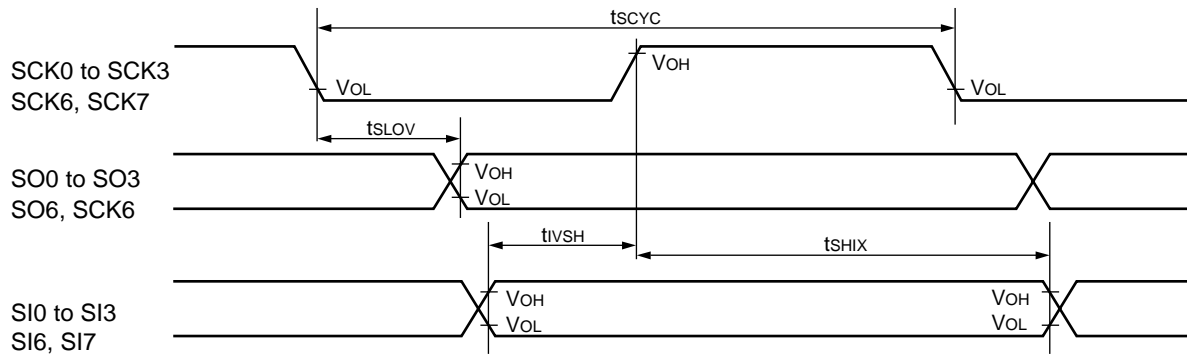 tSCYC
SCK0 to SCK3
SCK6, SCK7
VOL
VOH
VOL
tSLOV
SO0 to SO3
SO6, SCK6
VOH
VOL
tIVSH
tSHIX
SI0 to SI3
SI6, SI7
VOH
VOL
VOH
VOL